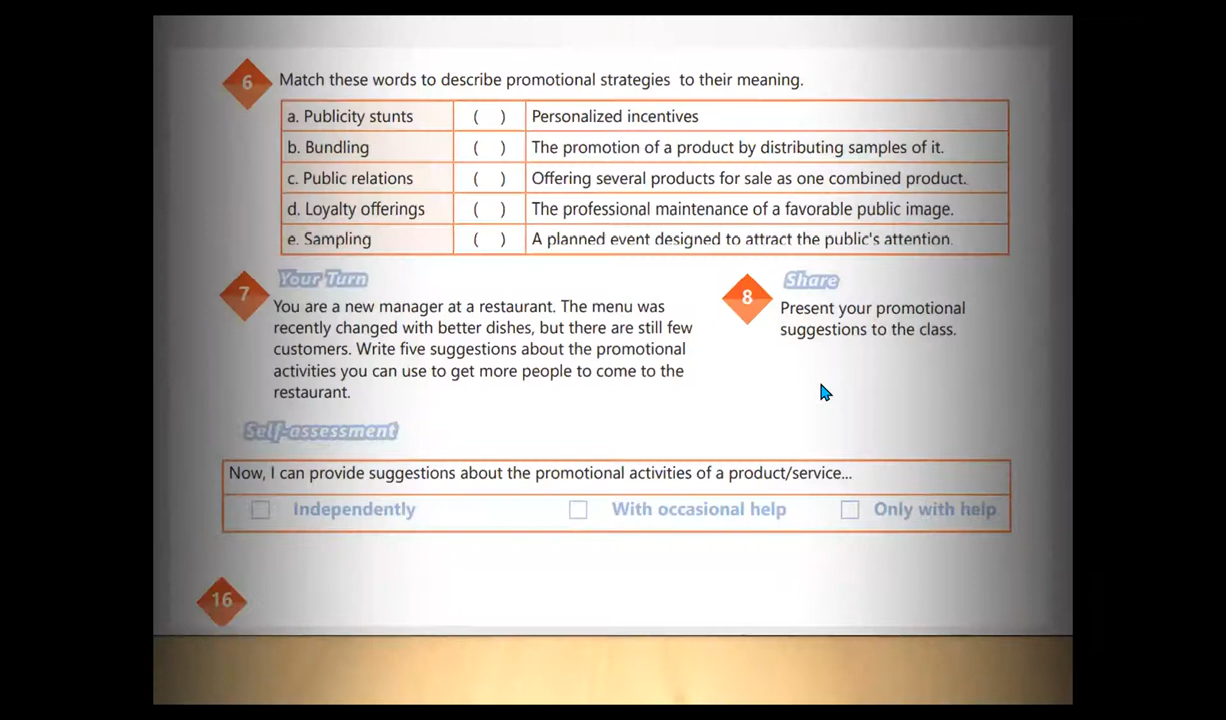 6 Match these words to describe promotional strategies to their meaning.
a. Publicity stunts ( ) Personalized incentives
b. Bundling ( ) The promotion of a product by distributing samples of it.
c. Public relations ( ) Offering several products for sale as one combined product.
d. Loyalty offerings ( ) The professional maintenance of a favorable public image.
e. Sampling ( ) A planned event designed to attract the public's attention.
7 Your Turn
You are a new manager at a restaurant. The menu was
recently changed with better dishes, but there are still few
customers. Write five suggestions about the promotional
activities you can use to get more people to come to the
restaurant.
8 Share
Present your promotional
suggestions to the class.
Self-assessment
Now, I can provide suggestions about the promotional activities of a product/service...
Independently With occasional help Only with help
16